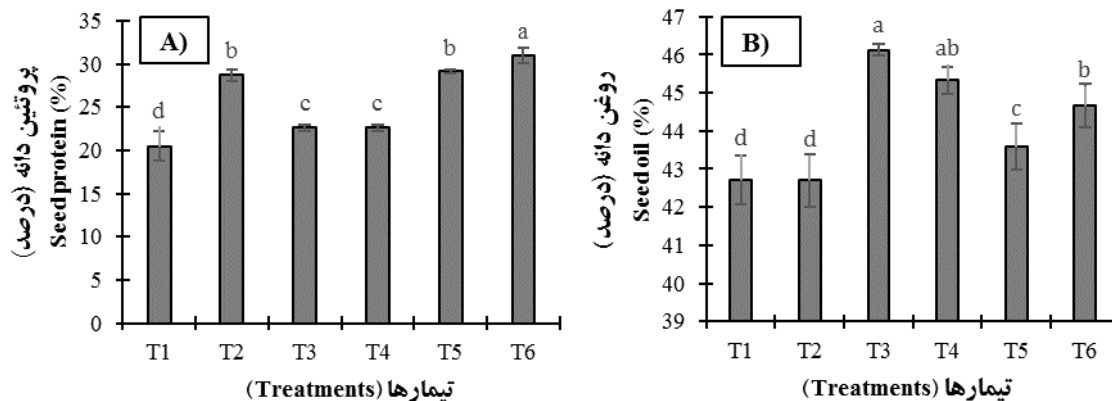 A)
پروتئین دانه (درصد)
Seed protein (%)
35
30
25
20
15
10
5
0
d
b
c
c
b
a
T1 T2 T3 T4 T5 T6
تیمارها (Treatments)
B)
روغن دانه (درصد)
Seed oil (%)
47
46
45
44
43
42
41
40
39
d
d
a
ab
c
b
T1 T2 T3 T4 T5 T6
تیمارها (Treatments)